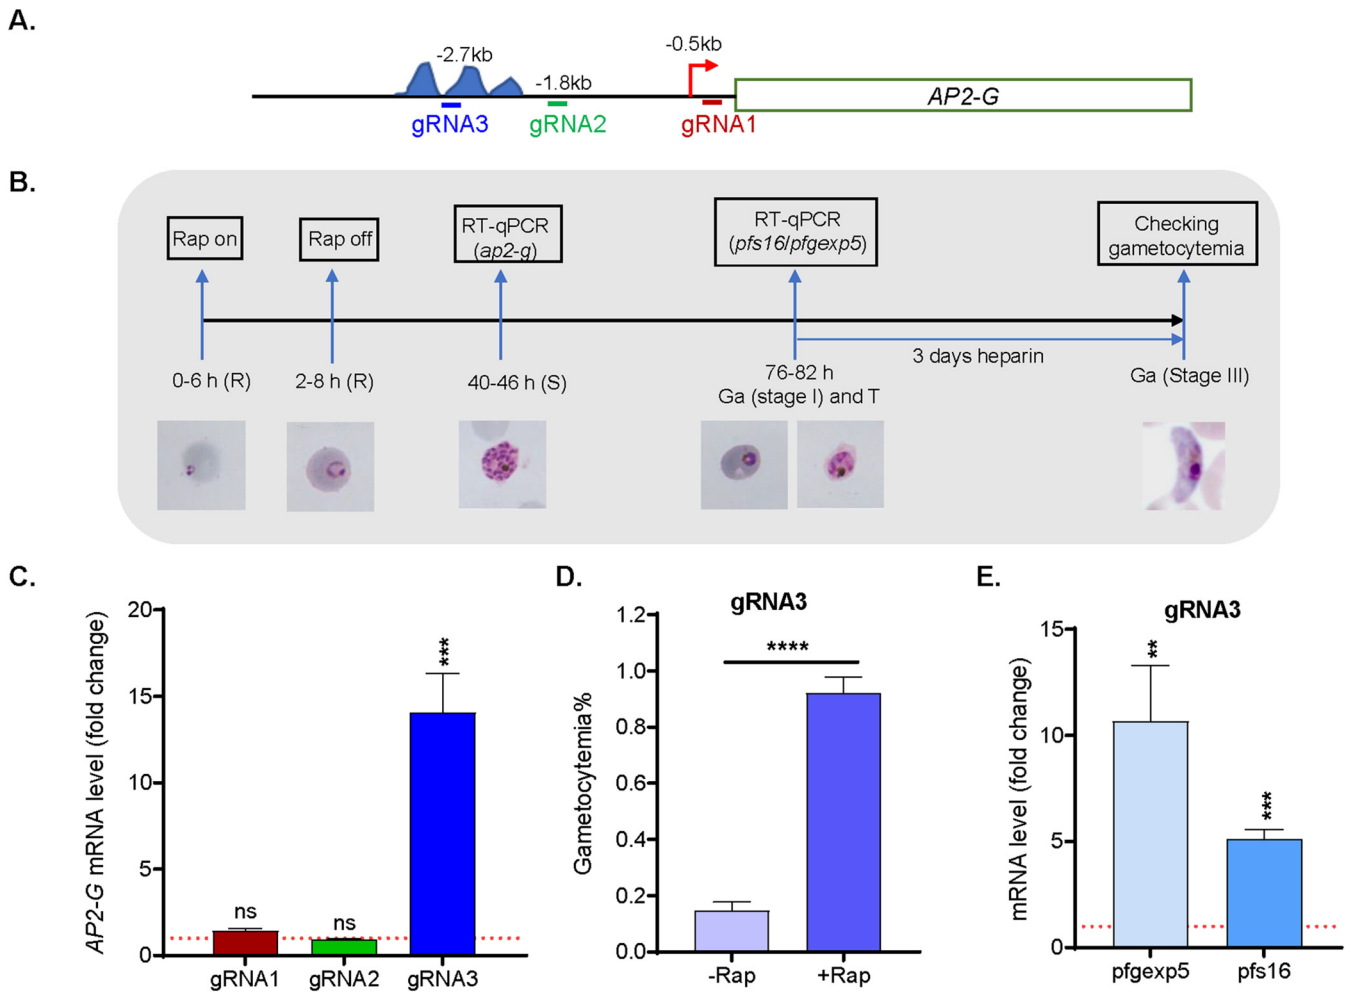 A.
-2.7kb
-1.8kb
-0.5kb
AP2-G
gRNA3
gRNA2
gRNA1
B.
Rap on
Rap off
RT-qPCR
(ap2-g)
RT-qPCR
(pfs16/pfgexp5)
Checking
gametocytemia
3 days heparin
0-6 h (R)
2-8 h (R)
40-46 h (S)
76-82 h
Ga (stage I) and T
Ga (Stage III)
C.
AP2-G mRNA level (fold change)
20
15
10
5
0
ns
ns
***
gRNA1
gRNA2
gRNA3
D.
gRNA3
****
Gametocytemia%
1.2
1.0
0.8
0.6
0.4
0.2
0.0
-Rap
+Rap
E.
gRNA3
mRNA level (fold change)
15
10
5
0
**
***
pfgexp5
pfs16